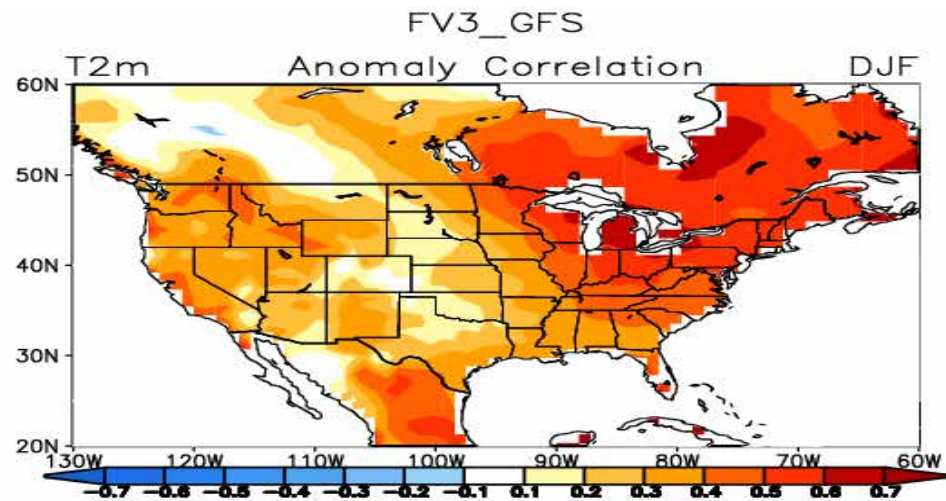 FV3_GFS
T2m Anomaly Correlation DJF
60N
50N
40N
30N
20N
130W 120W 110W 100W 90W 80W 70W 60W
-0.7 -0.6 -0.5 -0.4 -0.3 -0.2 -0.1 0.1 0.2 0.3 0.4 0.5 0.6 0.7